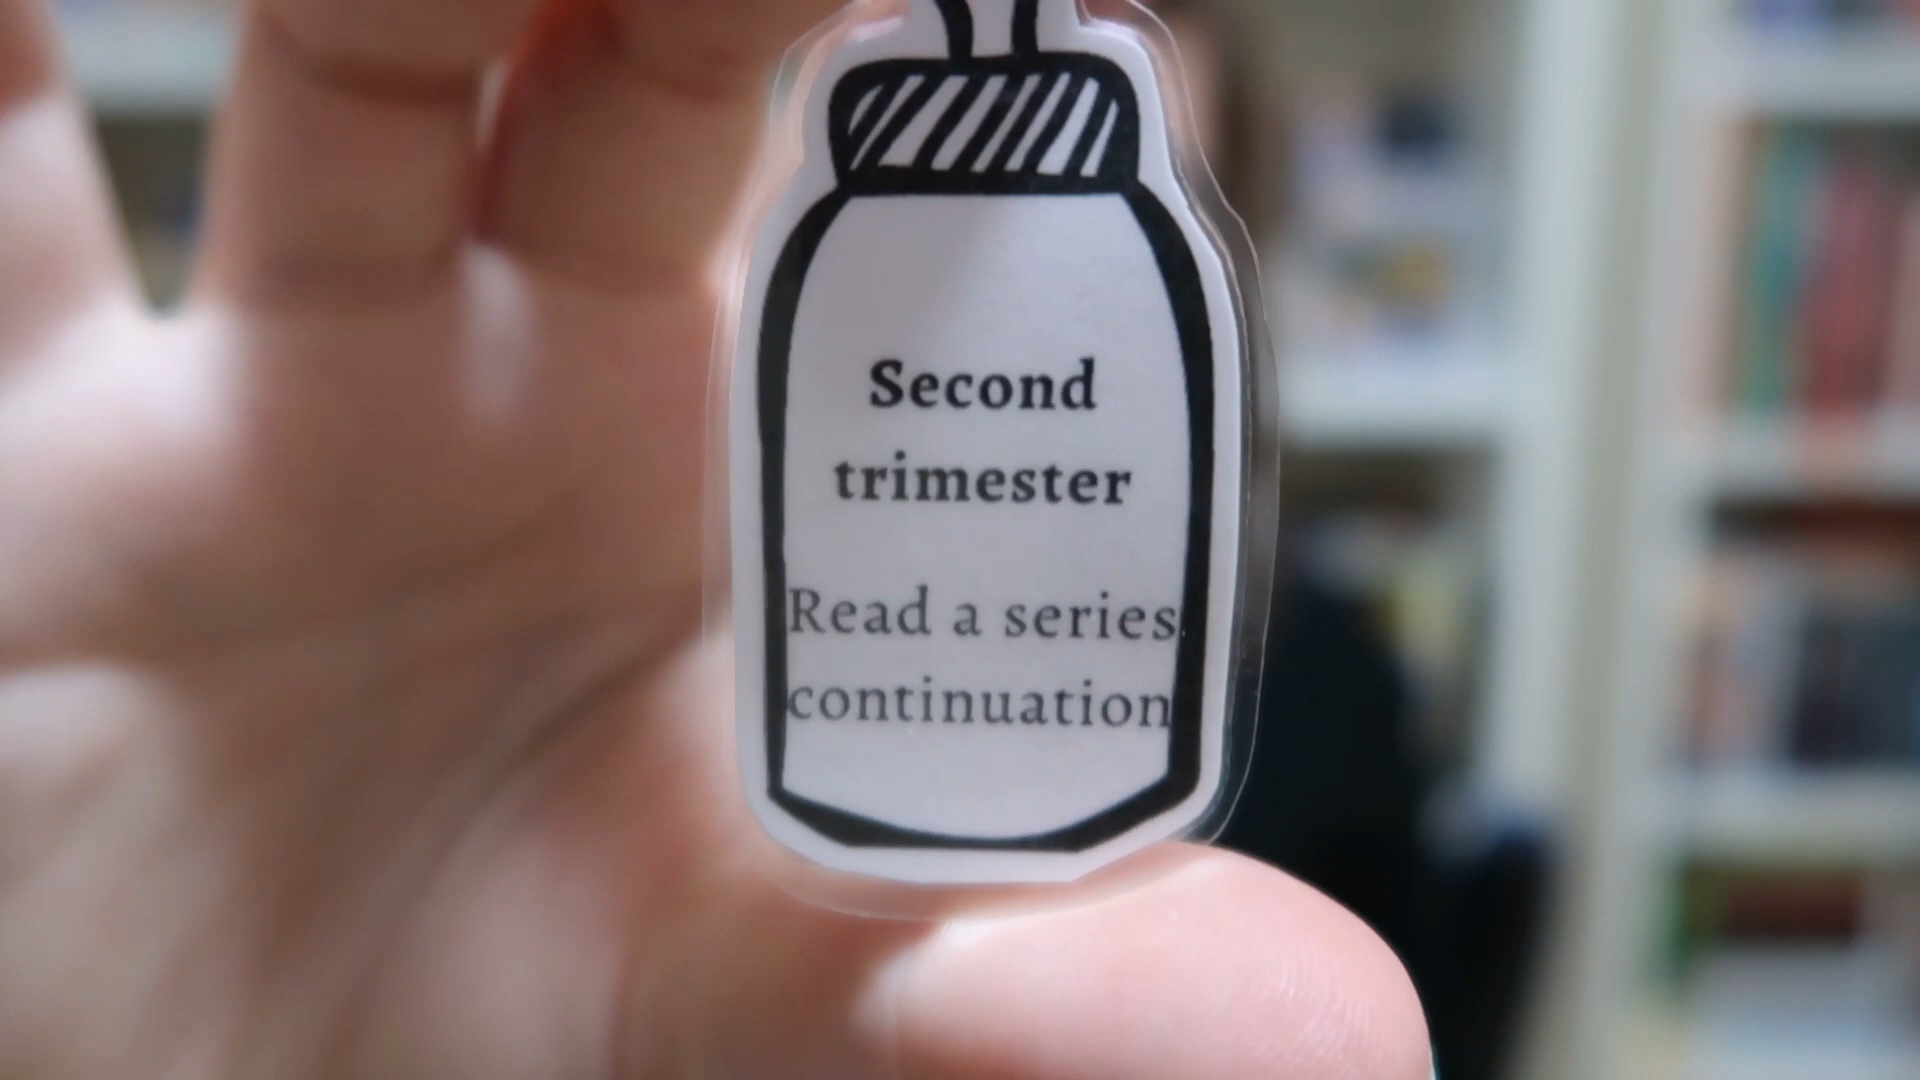 Second
trimester
Read a series
continuation